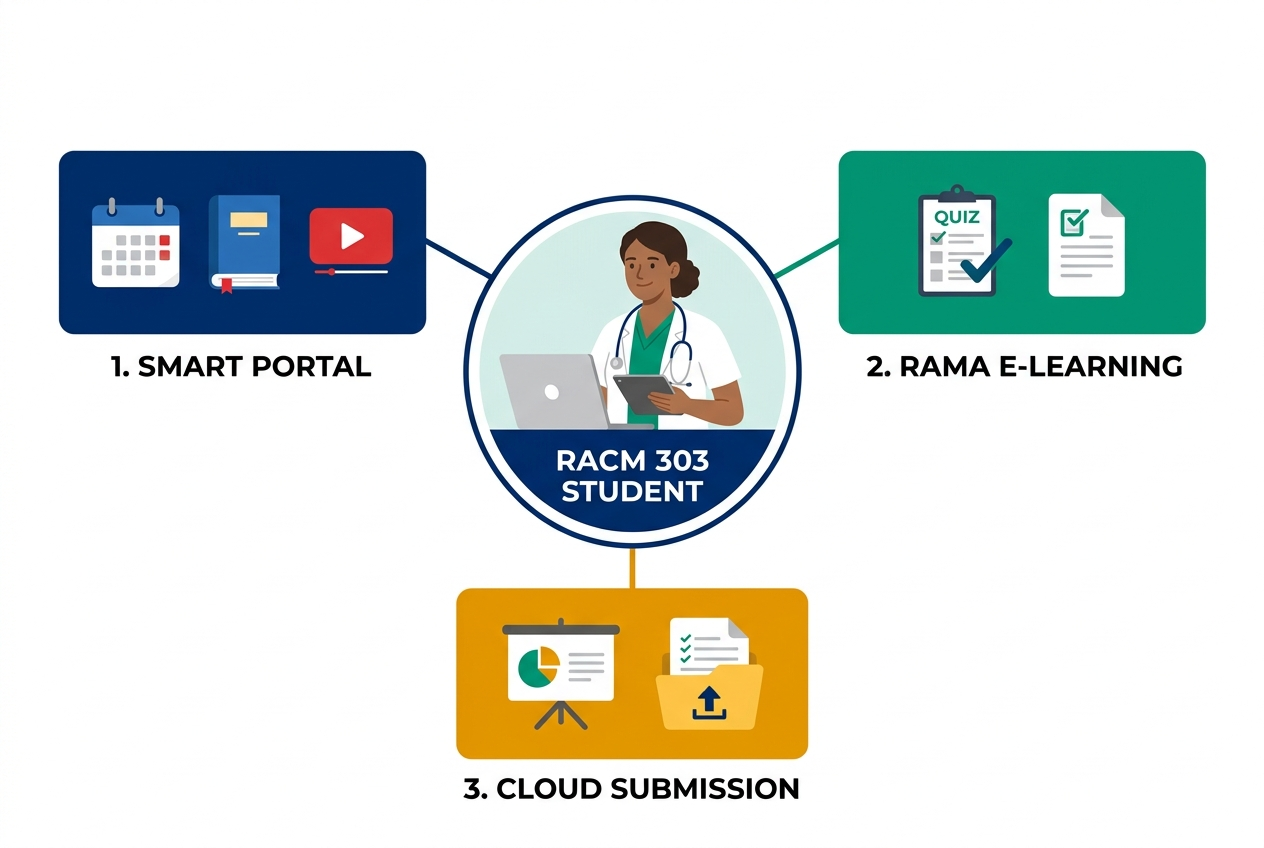 1. SMART PORTAL
QUIZ
2. RAMA E-LEARNING
RACM 303
STUDENT
3. CLOUD SUBMISSION